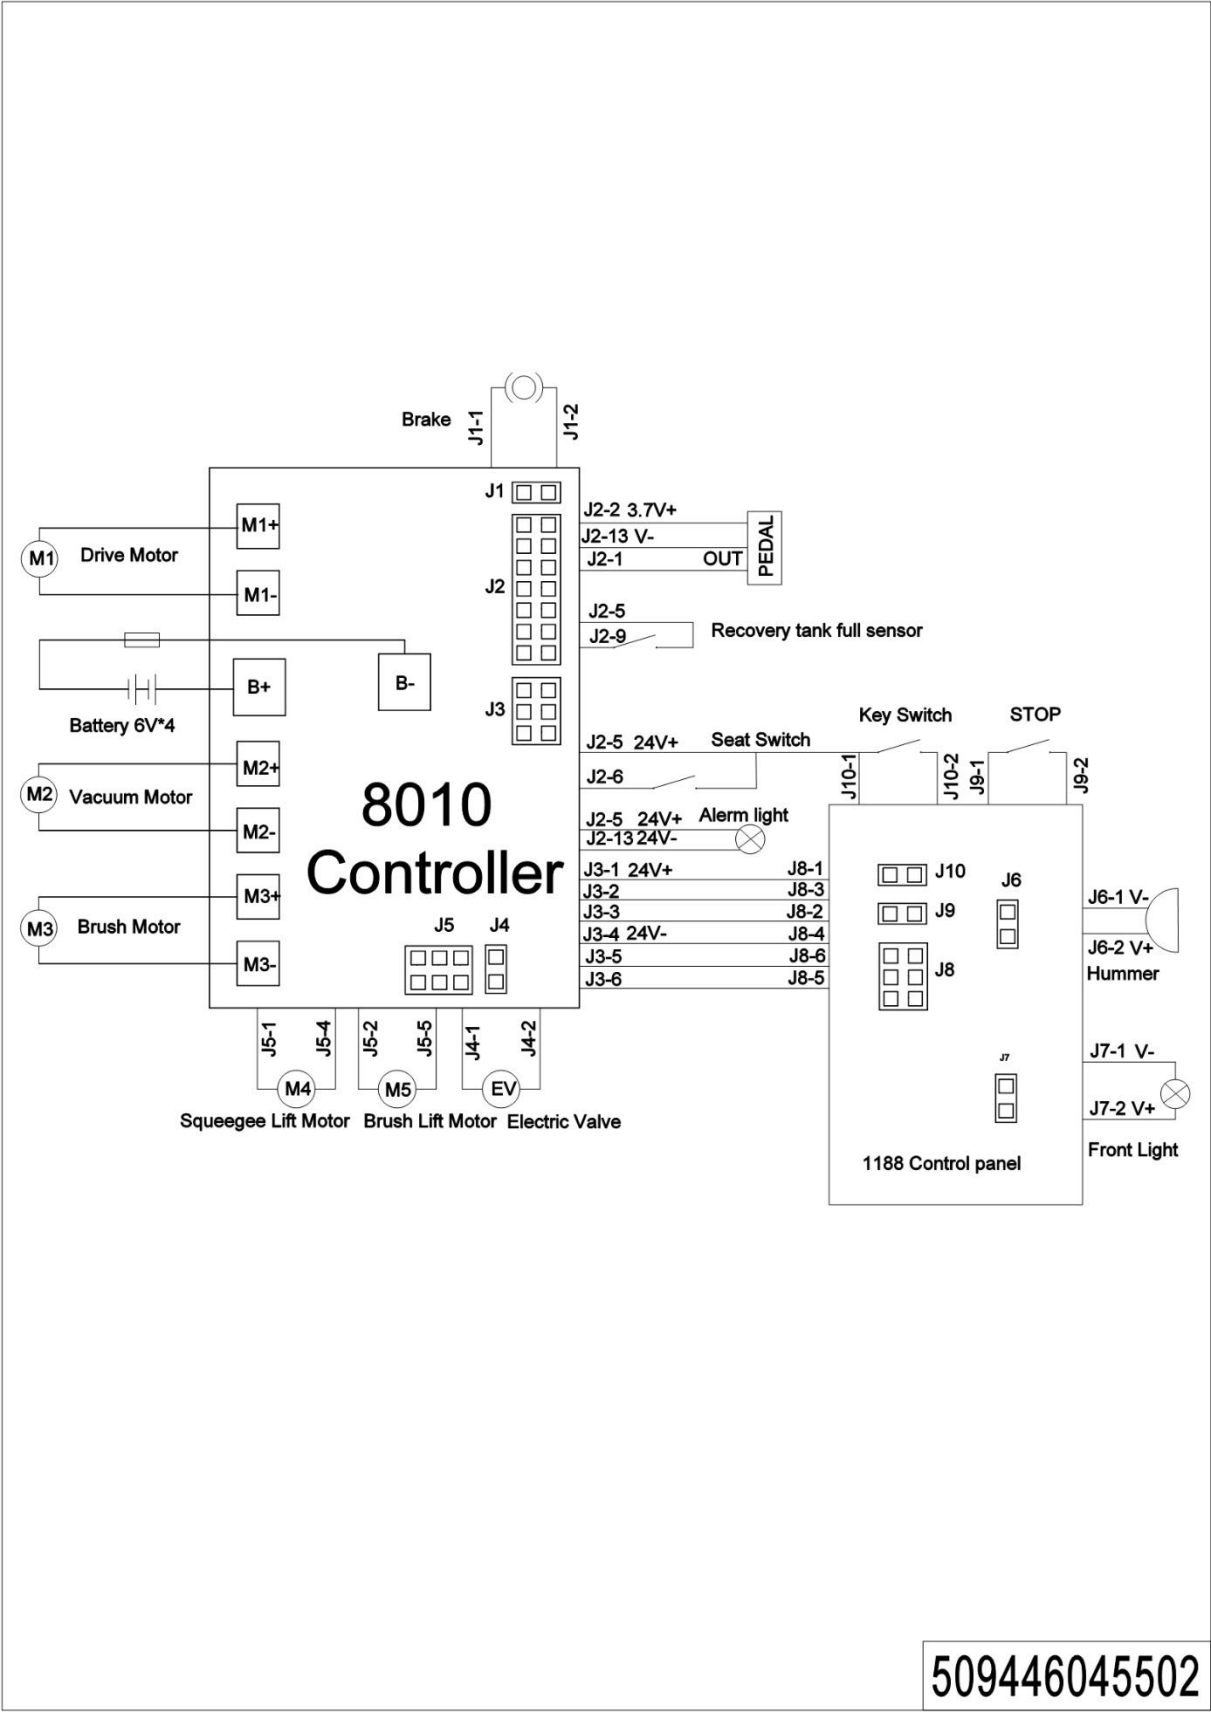 Brake
J1-1
J1-2
J1
M1+
J2-2 3.7V+
J2-13 V-
J2-1
OUT
PEDAL
M1
Drive Motor
M1-
J2
J2-5
J2-9
Recovery tank full sensor
B+
B-
Battery 6V*4
J3
Key Switch
STOP
J2-5 24V+
Seat Switch
J2-6
J10-1
J10-2
J9-1
J9-2
M2+
M2
Vacuum Motor
M2-
8010
Controller
J2-5 24V+
Alerm light
J2-13 24V-
J3-1 24V+
J8-1
J3-2
J8-3
J3-3
J8-2
J3-4 24V-
J8-4
J3-5
J8-6
J3-6
J8-5
M3+
M3
Brush Motor
M3-
J5
J4
J10
J6
J9
J8
J6-1 V-
J6-2 V+
Hummer
J5-1
J5-4
J5-2
J5-5
J4-1
J4-2
M4
M5
EV
Squeegee Lift Motor
Brush Lift Motor
Electric Valve
J7
J7-1 V-
J7-2 V+
Front Light
1188 Control panel
509446045502